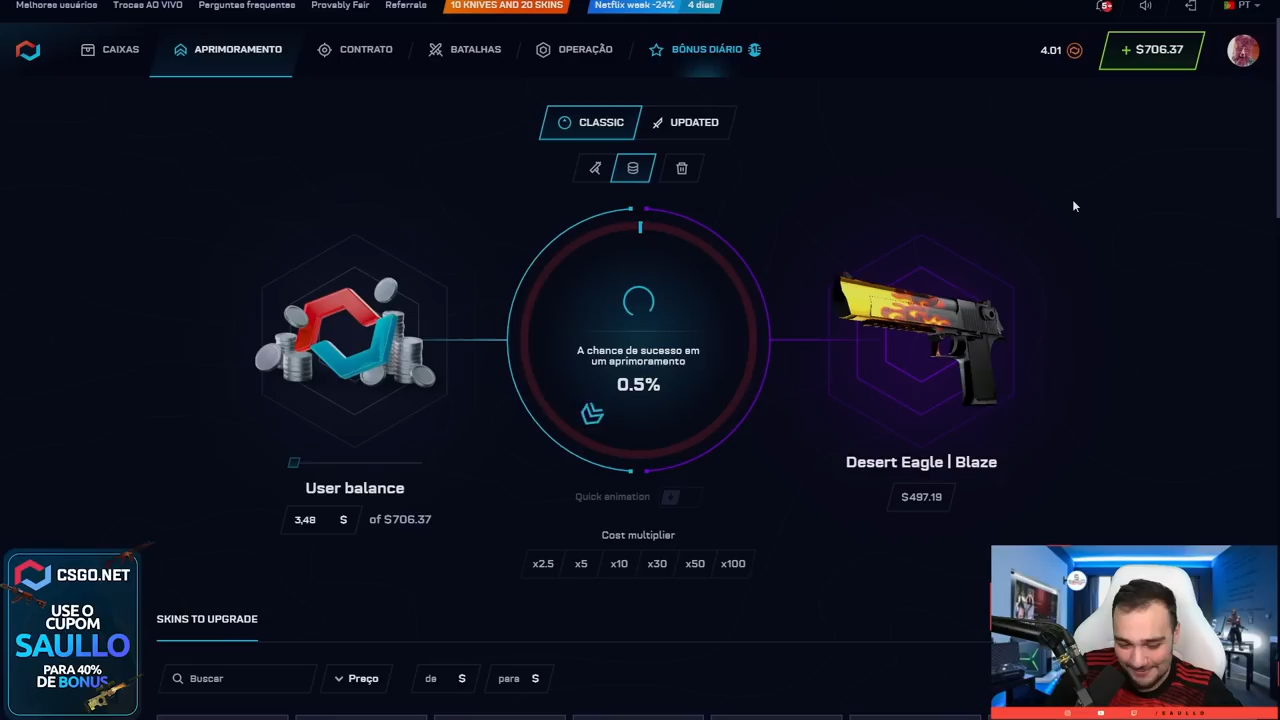 Melhores usuários
Trocas AO VIVO
Perguntas frequentes
Provably Fair
Referrals
10 KNIVES AND 20 SKINS
Netflix week -24%
4 dias
5+
PT
CAIXAS
APRIMORAMENTO
CONTRATO
BATALHAS
OPERAÇÃO
BÔNUS DIÁRIO
4.01
+ $706.37
CLASSIC
UPDATED
A chance de sucesso em
um aprimoramento
0.5%
User balance
3,48 $ of $706.37
Desert Eagle | Blaze
$497.19
Quick animation
Cost multiplier
x2.5 x5 x10 x30 x50 x100
CSGO.NET
USE O
CUPOM
SAULLO
PARA 40%
DE BONUS
SKINS TO UPGRADE
Buscar
Preço
de $
para $
/SAULLO